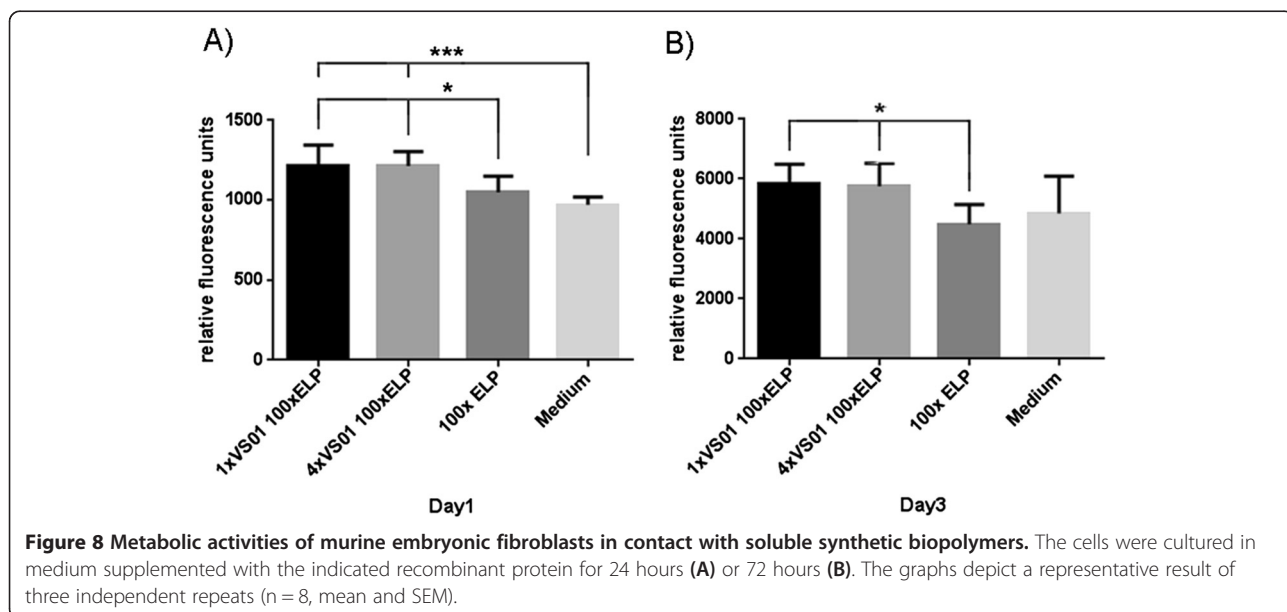 A)
***
*
relative fluorescence units
1500
1000
500
0
1xVS01 100xELP
4xVS01 100xELP
100x ELP
Medium
Day1
B)
*
relative fluorescence units
8000
6000
4000
2000
0
1xVS01 100xELP
4xVS01 100xELP
100x ELP
Medium
Day3
Figure 8 Metabolic activities of murine embryonic fibroblasts in contact with soluble synthetic biopolymers. The cells were cultured in
medium supplemented with the indicated recombinant protein for 24 hours (A) or 72 hours (B). The graphs depict a representative result of
three independent repeats (n = 8, mean and SEM).